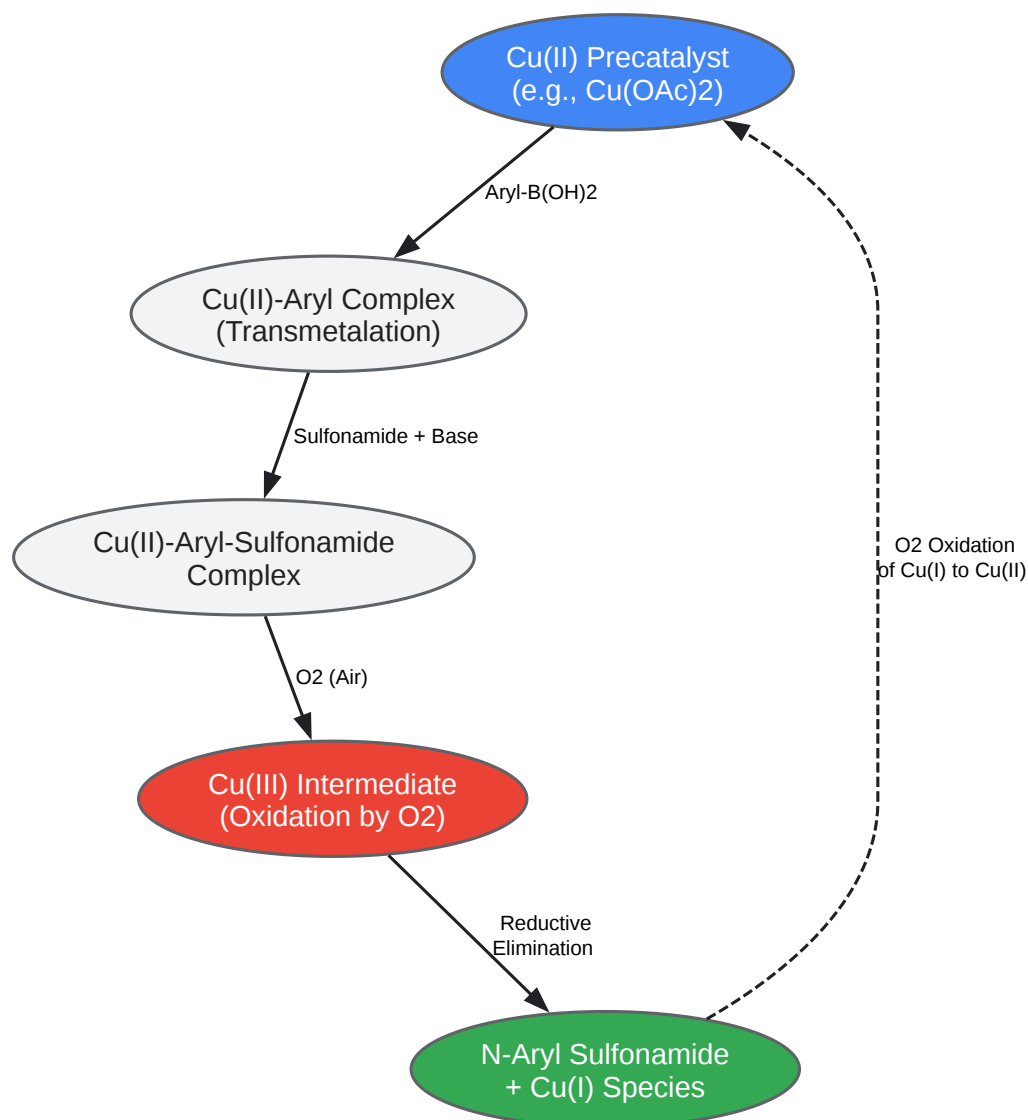 Cu(II) Precatalyst
(e.g., Cu(OAc)2)
Aryl-B(OH)2
Cu(II)-Aryl Complex
(Transmetalation)
Sulfonamide + Base
Cu(II)-Aryl-Sulfonamide
Complex
O2 Oxidation
of Cu(I) to Cu(II)
O2 (Air)
Cu(III) Intermediate
(Oxidation by O2)
Reductive
Elimination
N-Aryl Sulfonamide
+ Cu(I) Species